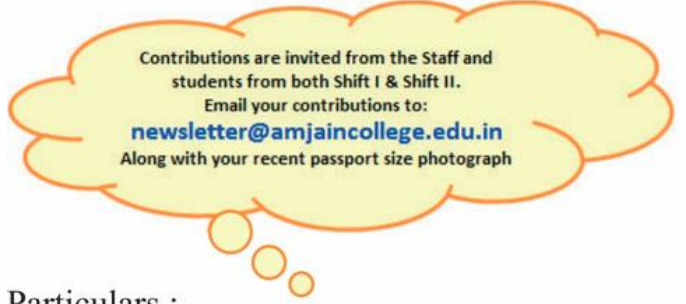 Contributions are invited from the Staff and
students from both Shift I & Shift II.
Email your contributions to:
newsletter@amjaincollege.edu.in
Along with your recent passport size photograph
Particulars :